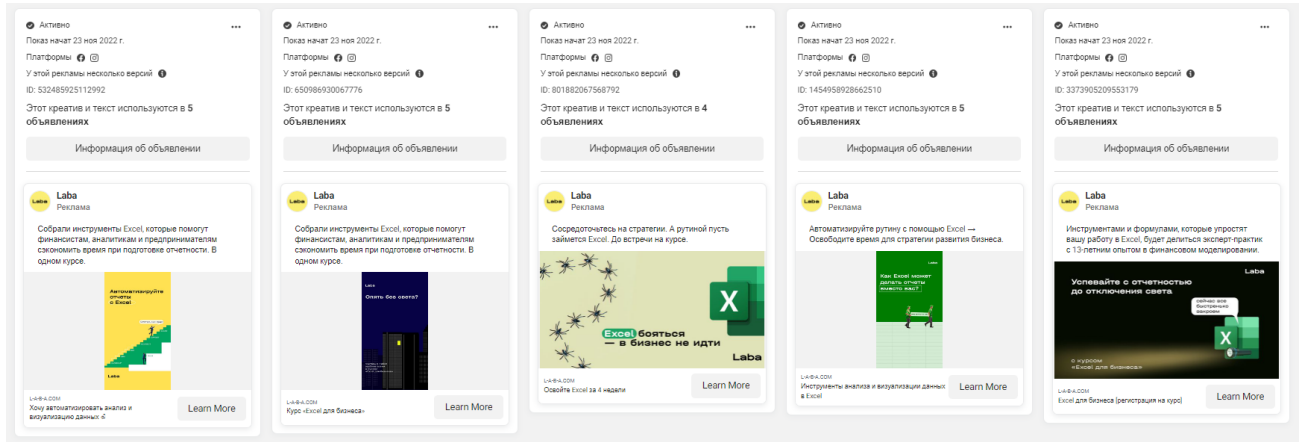 Активно
Показ начат 23 ноя 2022 г.
Платформы
У этой рекламы несколько версий
ID: 532485925112992
Этот креатив и текст используются в 5
объявлениях
Информация об объявлении
Laba
Laba
Реклама
Собрали инструменты Excel, которые помогут
финансистам, аналитикам и предпринимателям
сэкономить время при подготовке отчетности. В
одном курсе.
Автоматизируйте
отчеты
с Excel
Laba
L-A-B-A.COM
Хочу автоматизировать анализ и
визуализацию данных
Learn More
Активно
Показ начат 23 ноя 2022 г.
Платформы
У этой рекламы несколько версий
ID: 650986930067776
Этот креатив и текст используются в 5
объявлениях
Информация об объявлении
Laba
Laba
Реклама
Собрали инструменты Excel, которые помогут
финансистам, аналитикам и предпринимателям
сэкономить время при подготовке отчетности. В
одном курсе.
Laba
Опять без света?
L-A-B-A.COM
Курс «Excel для бизнеса»
Learn More
Активно
Показ начат 23 ноя 2022 г.
Платформы
У этой рекламы несколько версий
ID: 801882067568792
Этот креатив и текст используются в 4
объявлениях
Информация об объявлении
Laba
Laba
Реклама
Сосредоточьтесь на стратегии. А рутиной пусть
займется Excel. До встречи на курсе.
X
Excel бояться
— в бизнес не идти
Laba
L-A-B-A.COM
Освойте Excel за 4 недели
Learn More
Активно
Показ начат 23 ноя 2022 г.
Платформы
У этой рекламы несколько версий
ID: 1454958928662510
Этот креатив и текст используются в 5
объявлениях
Информация об объявлении
Laba
Laba
Реклама
Автоматизируйте рутину с помощью Excel →
Освободите время для стратегии развития бизнеса.
Laba
Как Excel может
делать отчеты
вместо вас?
L-A-B-A.COM
Инструменты анализа и визуализации данных
в Excel
Learn More
Активно
Показ начат 23 ноя 2022 г.
Платформы
У этой рекламы несколько версий
ID: 3373905209553179
Этот креатив и текст используются в 5
объявлениях
Информация об объявлении
Laba
Laba
Реклама
Инструментами и формулами, которые упростят
вашу работу в Excel, будет делиться эксперт-практик
с 13-летним опытом в финансовом моделировании.
Laba
Успевайте с отчетностью
до отключения света
сейчас все
быстренько
закроем
X
с курсом
«Excel для бизнеса»
L-A-B-A.COM
Excel для бизнеса |регистрация на курс|
Learn More